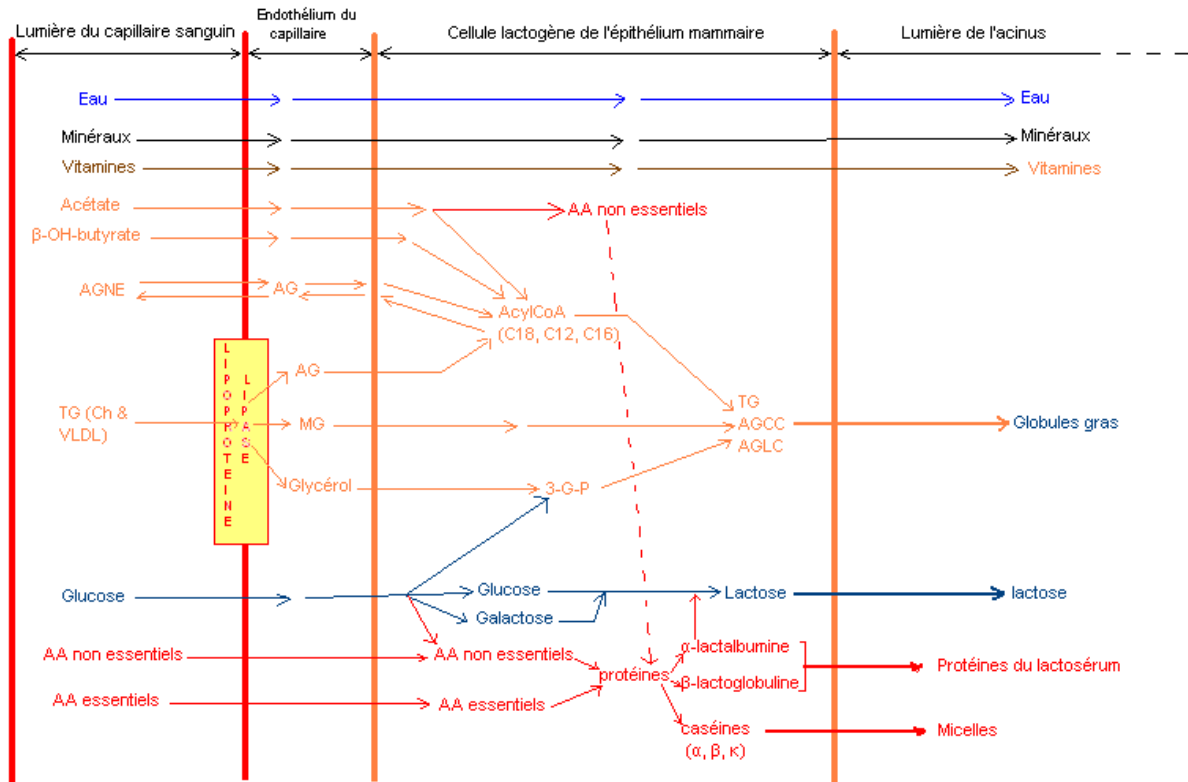 Lumière du capillaire sanguin
Endothélium du
capillaire
Cellule lactogène de l'épithélium mammaire
Lumière de l'acinus
Eau
Eau
Minéraux
Minéraux
Vitamines
Vitamines
Acétate
AA non essentiels
β-OH-butyrate
AGNE
AG
AcylCoA
(C18, C12, C16)
LIPOPROTEINE
LIPASE
AG
TG (Ch &
VLDL)
MG
TG
AGCC
AGLC
Globules gras
Glycérol
3-G-P
Glucose
Glucose
Galactose
Lactose
lactose
AA non essentiels
AA non essentiels
AA essentiels
AA essentiels
protéines
α-lactalbumine
β-lactoglobuline
Protéines du lactosérum
caséines
(α, β, κ)
Micelles